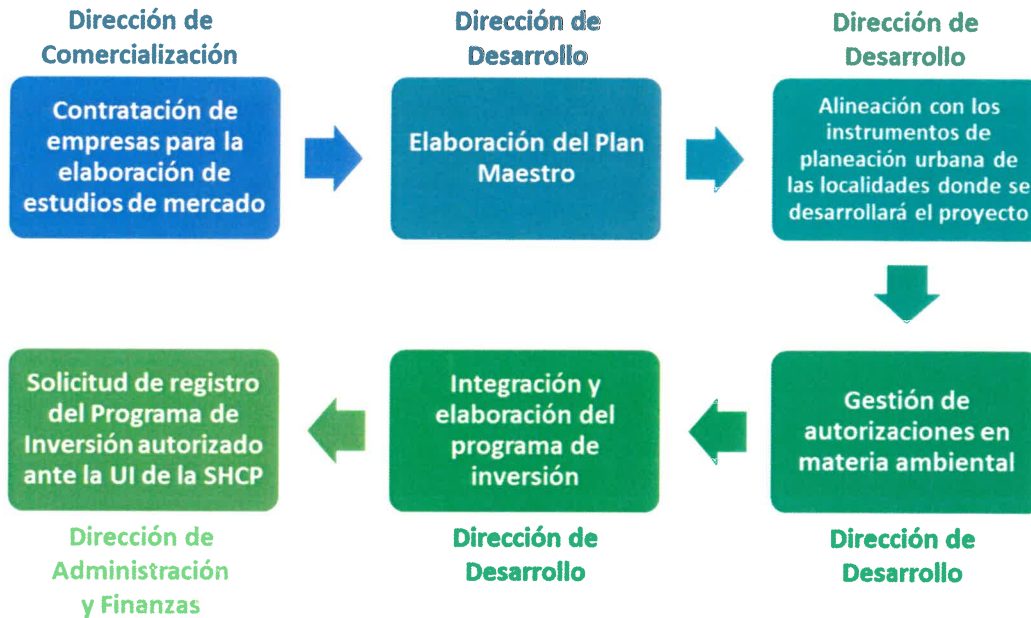 Dirección de
Comercialización
Contratación de
empresas para la
elaboración de
estudios de mercado
Dirección de
Desarrollo
Elaboración del Plan
Maestro
Dirección de
Desarrollo
Alineación con los
instrumentos de
planeación urbana de
las localidades donde se
desarrollará el proyecto
Gestión de
autorizaciones en
materia ambiental
Dirección de
Desarrollo
Integración y
elaboración del
programa de
inversión
Dirección de
Desarrollo
Solicitud de registro
del Programa de
Inversión autorizado
ante la UI de la SHCP
Dirección de
Administración
y Finanzas